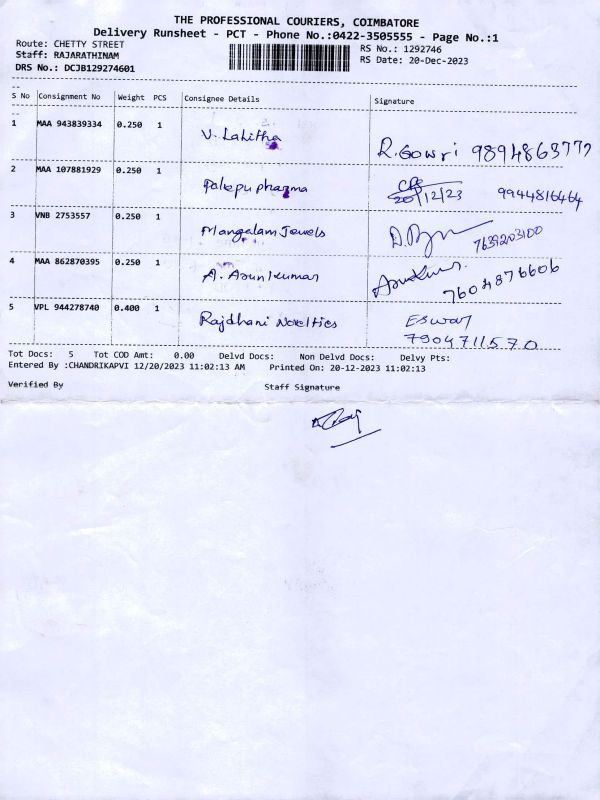 THE PROFESSIONAL COURIERS, COIMBATORE
Delivery Runsheet - PCT - Phone No.:0422-3505555 - Page No.:1
Route: CHETTY STREET RS No.: 1292746
Staff: RAJARATHINAM RS Date: 20-Dec-2023
DRS No.: DCJB129274601
S No Consignment No Weight PCS Consignee Details Signature
1 MAA 943839334 0.250 1 V. Lalitha R. Gowri 9894863777
2 MAA 107881929 0.250 1 Palepu pharma 20/12/23 9944816464
3 VNB 2753557 0.250 1 Mangalam Jewels 7639203100
4 MAA 862870395 0.250 1 A. Arunkumar Arunkumar 7604876606
5 VPL 944278740 0.400 1 Rajdhani Novelties Eswar
7904711570
Tot Docs: 5 Tot COD Amt: 0.00 Delvd Docs: Non Delvd Docs: Delvy Pts:
Entered By :CHANDRIKAPVI 12/20/2023 11:02:13 AM Printed On: 20-12-2023 11:02:13
Verified By Staff Signature